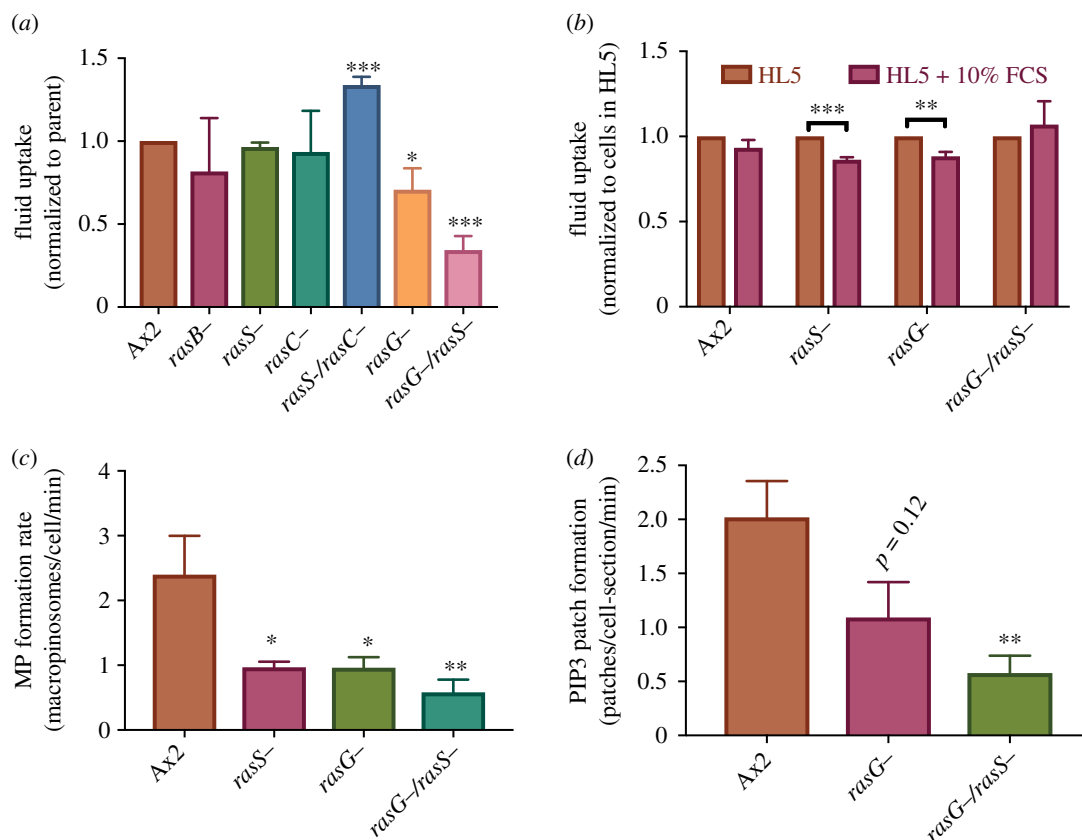 (a)
fluid uptake
(normalized to parent)
1.5
1.0
0.5
0
***
*
***
Ax2
rasB–
rasS–
rasC–
rasS-/rasC–
rasG–
rasG–/rasS–
(b)
fluid uptake
(normalized to cells in HL5)
1.5
1.0
0.5
0
HL5
HL5 + 10% FCS
***
**
Ax2
rasS–
rasG-
rasG–/rasS–
(c)
MP formation rate
(macropinosomes/cell/min)
4
3
2
1
0
*
*
**
Ax2
rasS–
rasG–
rasG–/rasS–
(d)
PIP3 patch formation
(patches/cell-section/min)
2.5
2.0
1.5
1.0
0.5
0
p = 0.12
**
Ax2
rasG–
rasG–/rasS–